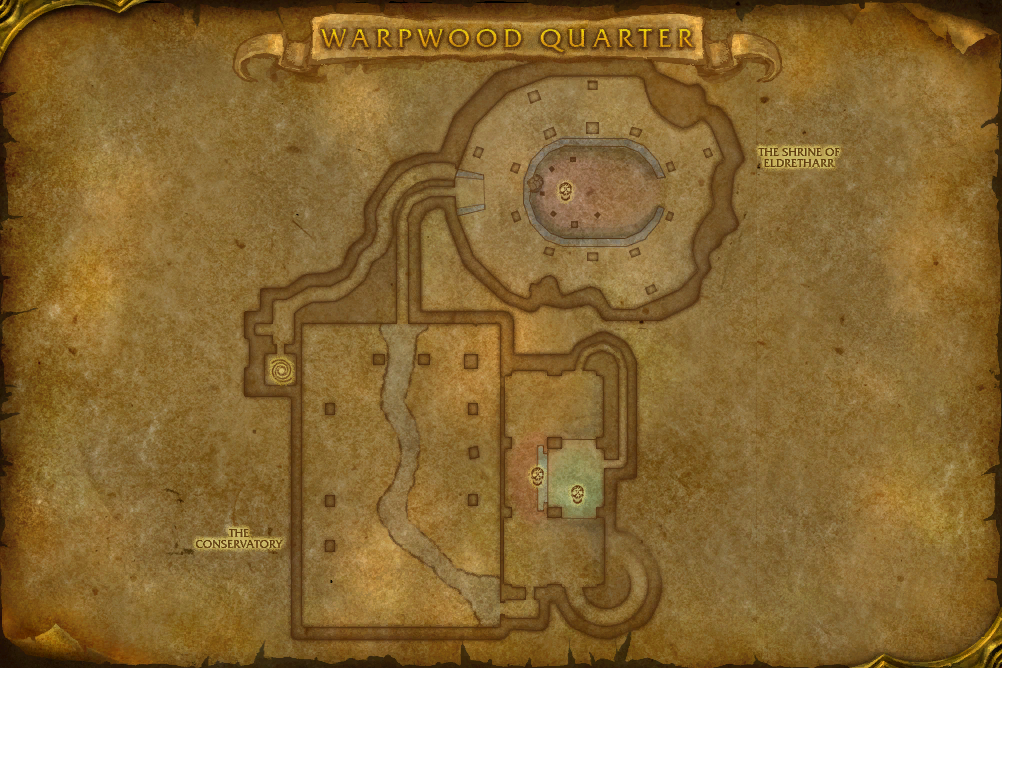 WARPWOOD QUARTER
THE SHRINE OF
ELDRETHARR
THE
CONSERVATORY